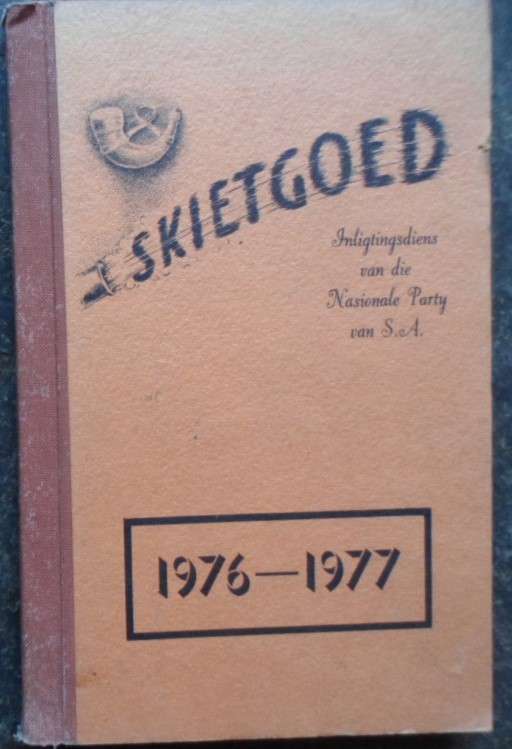 SKIETGOED
Inligtingsdiens
van die
Nasionale Party
van S.A.
1976—1977